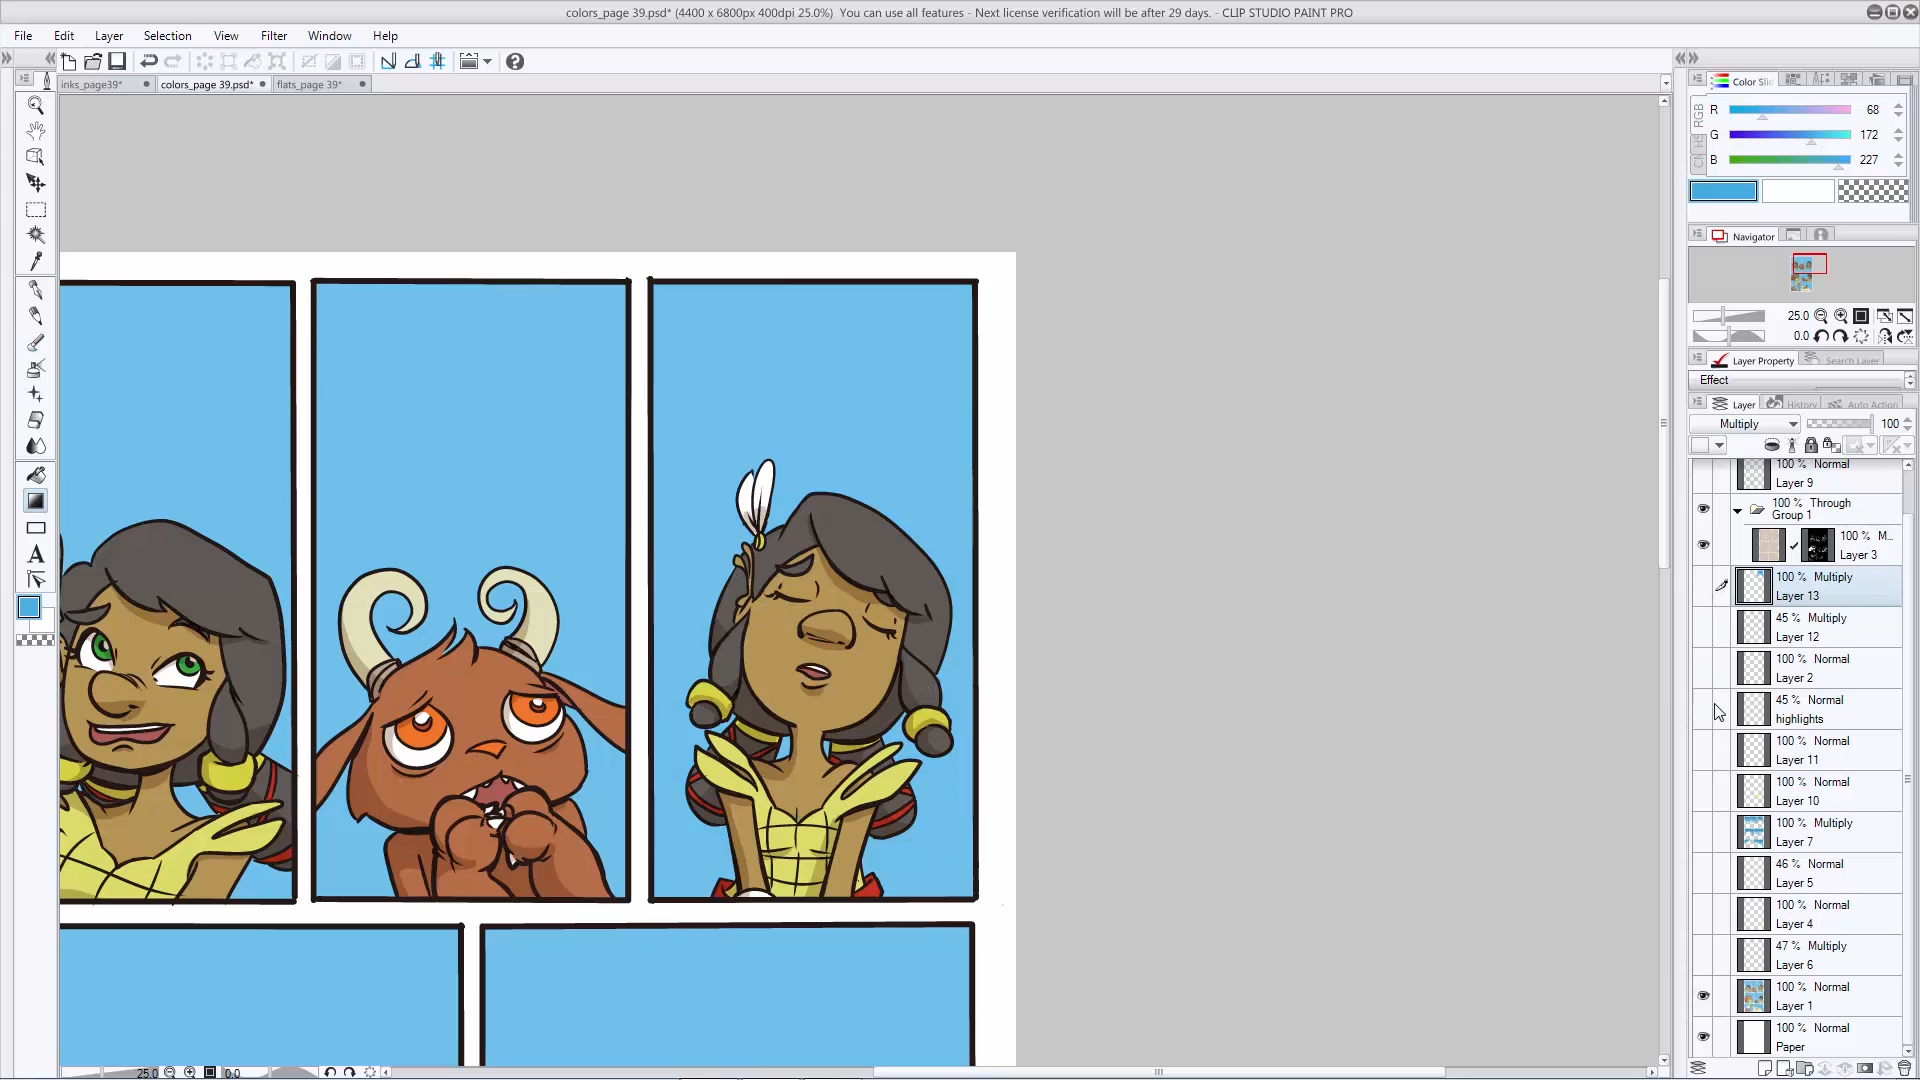 colors_page 39.psd* (4400 x 6800px 400dpi 25.0%) You can use all features - Next license verification will be after 29 days. - CLIP STUDIO PAINT PRO
File Edit Layer Selection View Filter Window Help
inks_page39* colors_page 39.psd* flats_page 39*
Color Sli
RGB
R 68
G 172
B 227
Navigator
25.0
0.0
Layer Property Search Layer
Effect
Layer History Auto Action
Multiply 100
100 % Normal
Layer 9
100 % Through
Group 1
100 % M...
Layer 3
100 % Multiply
Layer 13
45 % Multiply
Layer 12
100 % Normal
Layer 2
45 % Normal
highlights
100 % Normal
Layer 11
100 % Normal
Layer 10
100 % Multiply
Layer 7
46 % Normal
Layer 5
100 % Normal
Layer 4
47 % Multiply
Layer 6
100 % Normal
Layer 1
100 % Normal
Paper
25.0 0.0